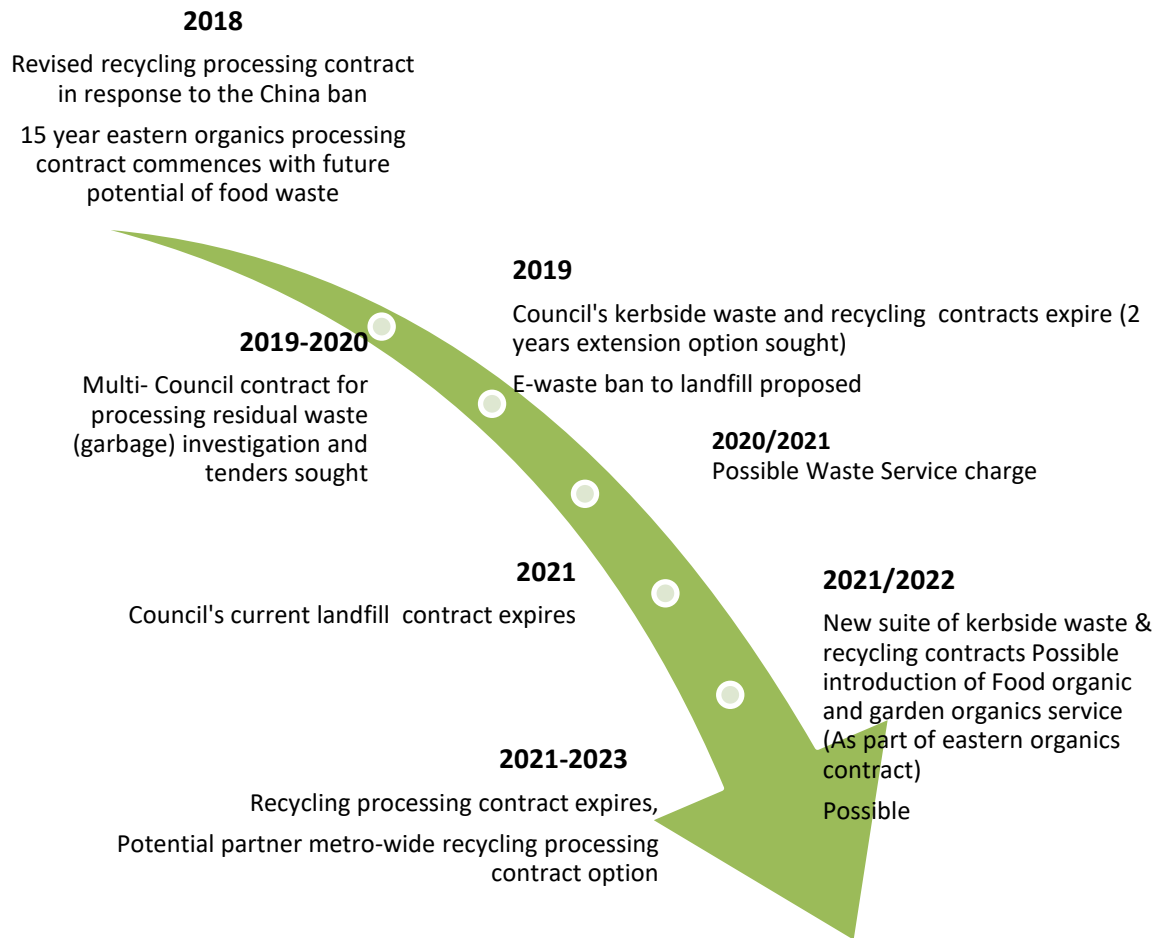 2018
Revised recycling processing contract
in response to the China ban
15 year eastern organics processing
contract commences with future
potential of food waste
2019
Council's kerbside waste and recycling contracts expire (2
years extension option sought)
E-waste ban to landfill proposed
2019-2020
Multi- Council contract for
processing residual waste
(garbage) investigation and
tenders sought
2020/2021
Possible Waste Service charge
2021
Council's current landfill contract expires
2021/2022
New suite of kerbside waste &
recycling contracts Possible
introduction of Food organic
and garden organics service
(As part of eastern organics
contract)
Possible
2021-2023
Recycling processing contract expires,
Potential partner metro-wide recycling processing
contract option